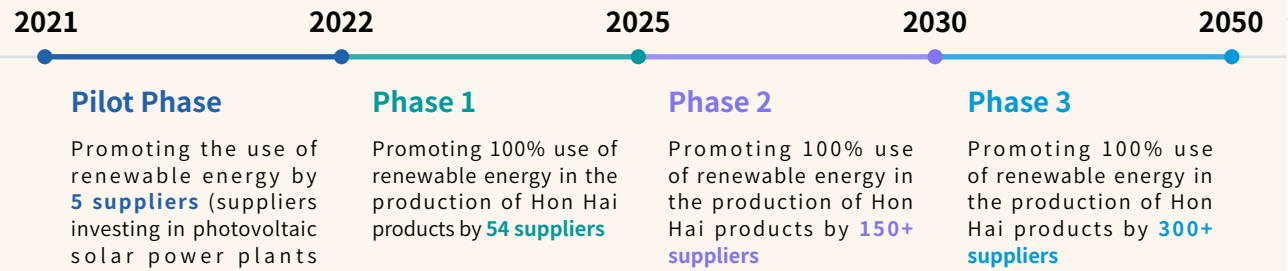 2021 2022 2025 2030 2050
Pilot Phase
Promoting the use of
renewable energy by
5 suppliers (suppliers
investing in photovoltaic
solar power plants
Phase 1
Promoting 100% use of
renewable energy in the
production of Hon Hai
products by 54 suppliers
Phase 2
Promoting 100% use
of renewable energy in
the production of Hon
Hai products by 150+
suppliers
Phase 3
Promoting 100% use
of renewable energy in
the production of Hon
Hai products by 300+
suppliers